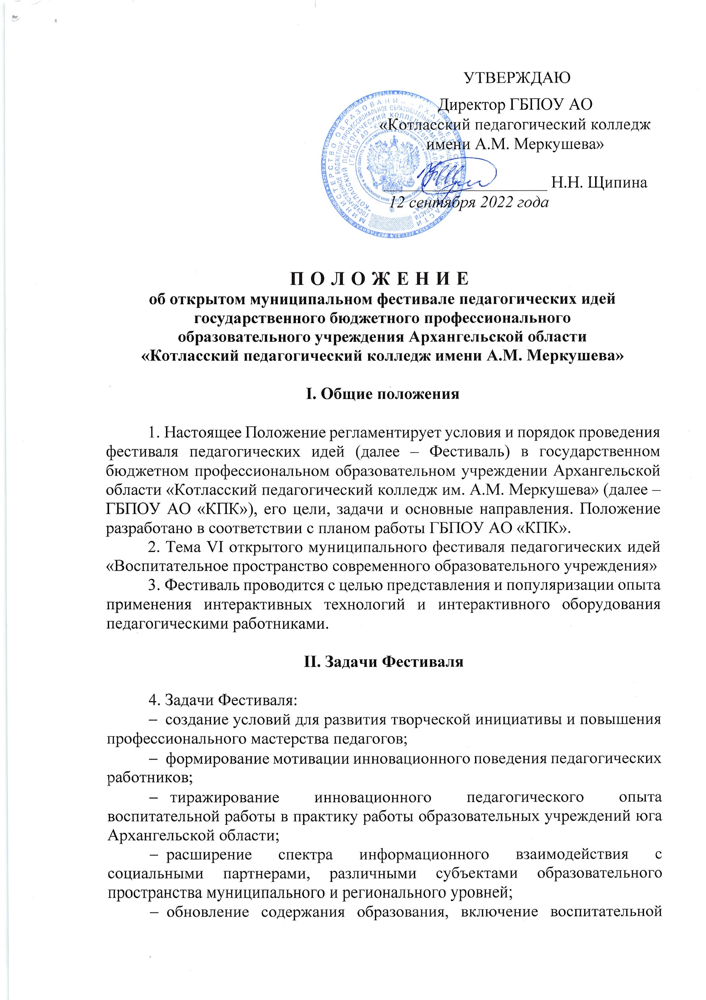 УТВЕРЖДАЮ
Директор ГБПОУ АО
«Котласский педагогический колледж
имени А.М. Меркушева»
Н.Н. Щипина
12 сентября 2022 года
П О Л О Ж Е Н И Е
об открытом муниципальном фестивале педагогических идей
государственного бюджетного профессионального
образовательного учреждения Архангельской области
«Котласский педагогический колледж имени А.М. Меркушева»
I. Общие положения
1. Настоящее Положение регламентирует условия и порядок проведения
фестиваля педагогических идей (далее – Фестиваль) в государственном
бюджетном профессиональном образовательном учреждении Архангельской
области «Котласский педагогический колледж им. А.М. Меркушева» (далее –
ГБПОУ АО «КПК»), его цели, задачи и основные направления. Положение
разработано в соответствии с планом работы ГБПОУ АО «КПК».
2. Тема VI открытого муниципального фестиваля педагогических идей
«Воспитательное пространство современного образовательного учреждения»
3. Фестиваль проводится с целью представления и популяризации опыта
применения интерактивных технологий и интерактивного оборудования
педагогическими работниками.
II. Задачи Фестиваля
4. Задачи Фестиваля:
– создание условий для развития творческой инициативы и повышения
профессионального мастерства педагогов;
– формирование мотивации инновационного поведения педагогических
работников;
– тиражирование инновационного педагогического опыта
воспитательной работы в практику работы образовательных учреждений юга
Архангельской области;
– расширение спектра информационного взаимодействия с
социальными партнерами, различными субъектами образовательного
пространства муниципального и регионального уровней;
– обновление содержания образования, включение воспитательной